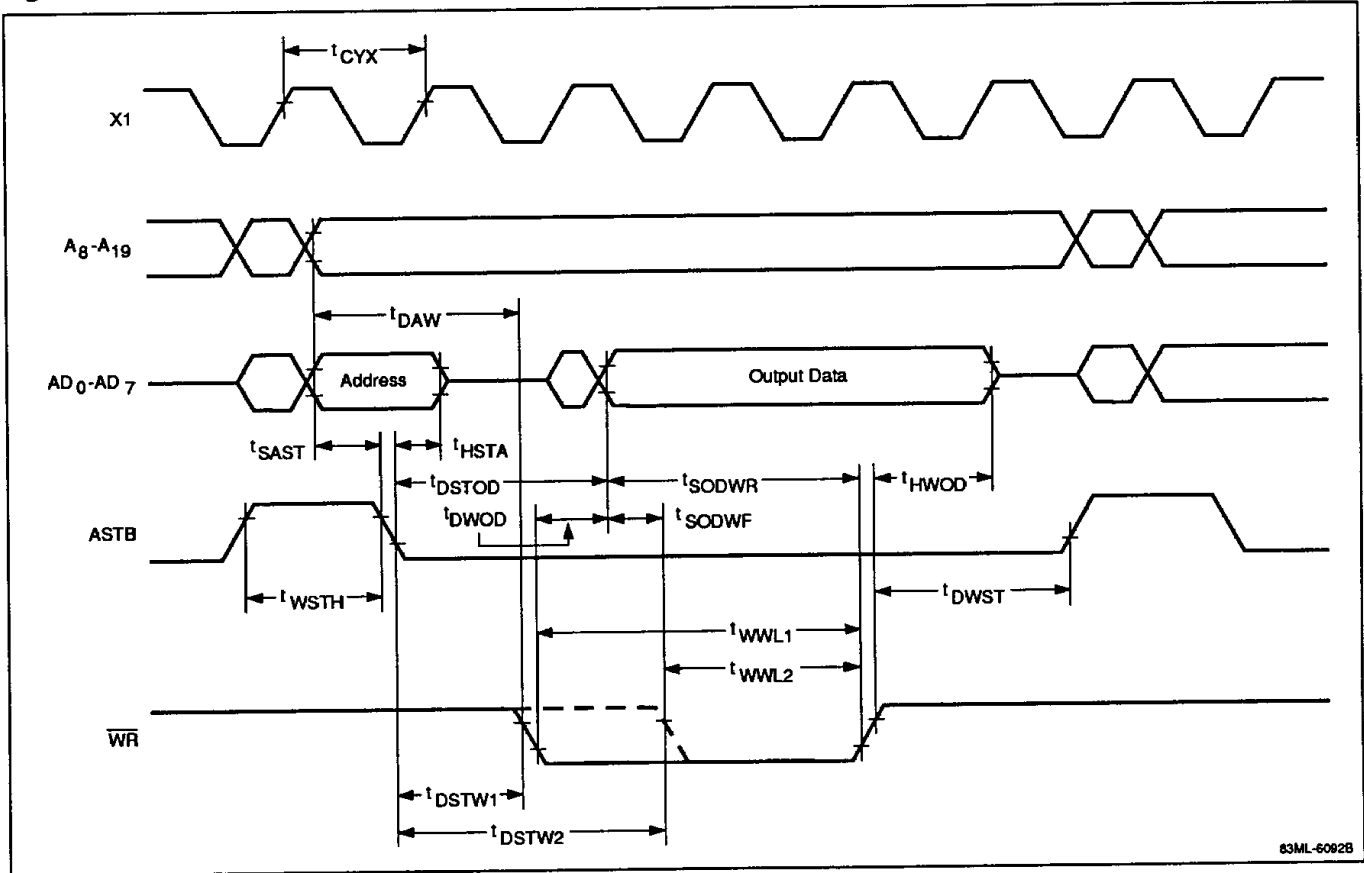 tCYX
X1
A8-A19
tDAW
AD0-AD7
Address
Output Data
tSAST
tHSTA
tDSTOD
tSODWR
tHWOD
tDWOD
tSODWF
ASTB
tWSTH
tDWST
tWWL1
tWWL2
W̅R̅
tDSTW1
tDSTW2
83ML-6092B